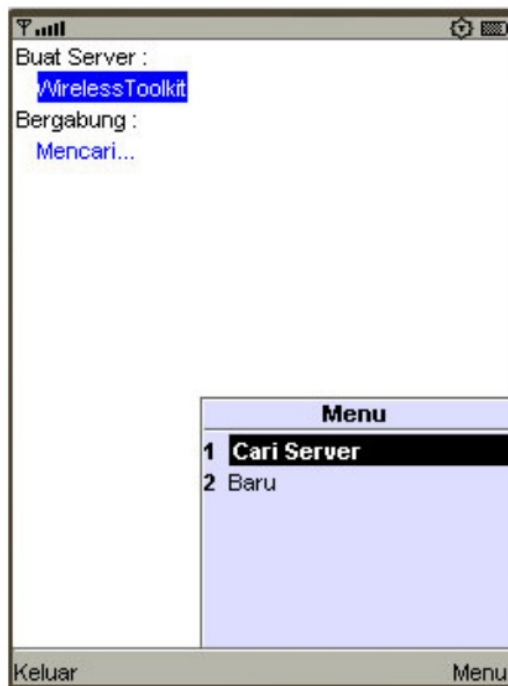 Buat Server :
WirelessToolkit
Bergabung :
Mencari...
Menu
1 Cari Server
2 Baru
Keluar
Menu